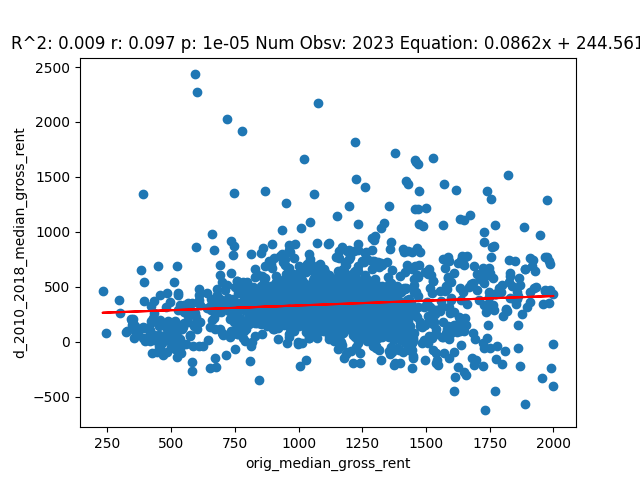 R^2: 0.009 r: 0.097 p: 1e-05 Num Obsv: 2023 Equation: 0.0862x + 244.561
2500
2000
1500
1000
500
0
−500
d_2010_2018_median_gross_rent
250 500 750 1000 1250 1500 1750 2000
orig_median_gross_rent